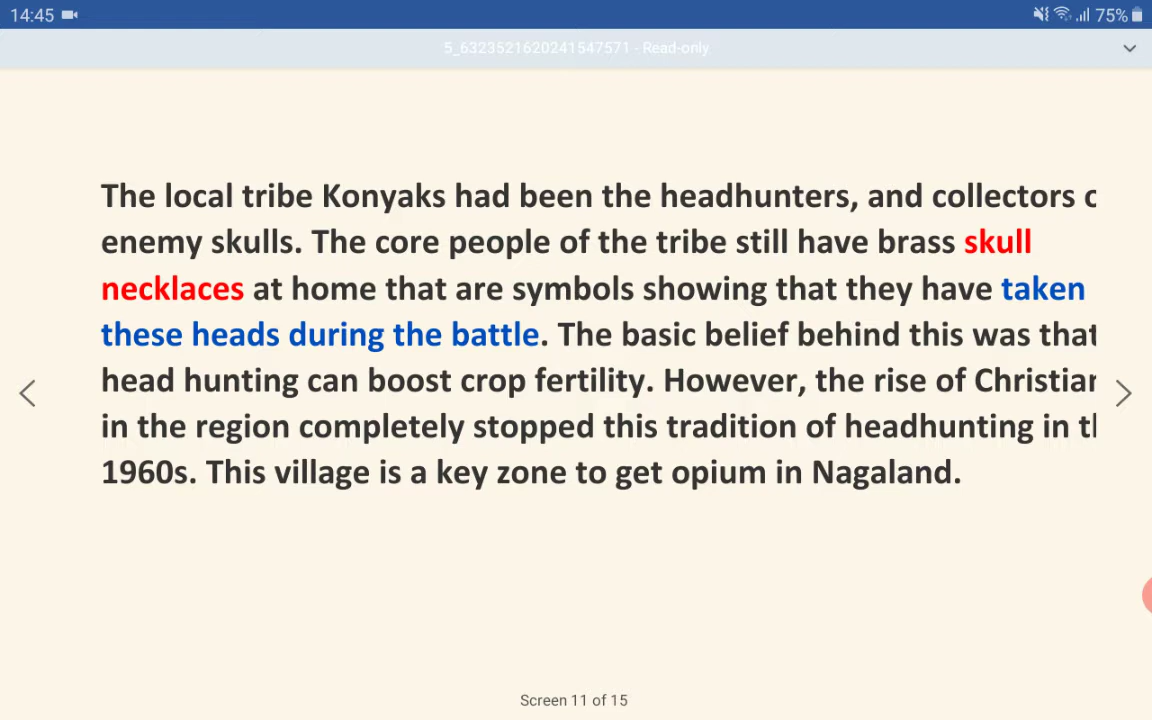 14:45
75%
5_6323521620241547571 - Read-only
The local tribe Konyaks had been the headhunters, and collectors
enemy skulls. The core people of the tribe still have brass skull
necklaces at home that are symbols showing that they have taken
these heads during the battle. The basic belief behind this was that
head hunting can boost crop fertility. However, the rise of
in the region completely stopped this tradition of headhunting in
1960s. This village is a key zone to get opium in Nagaland.
Screen 11 of 15